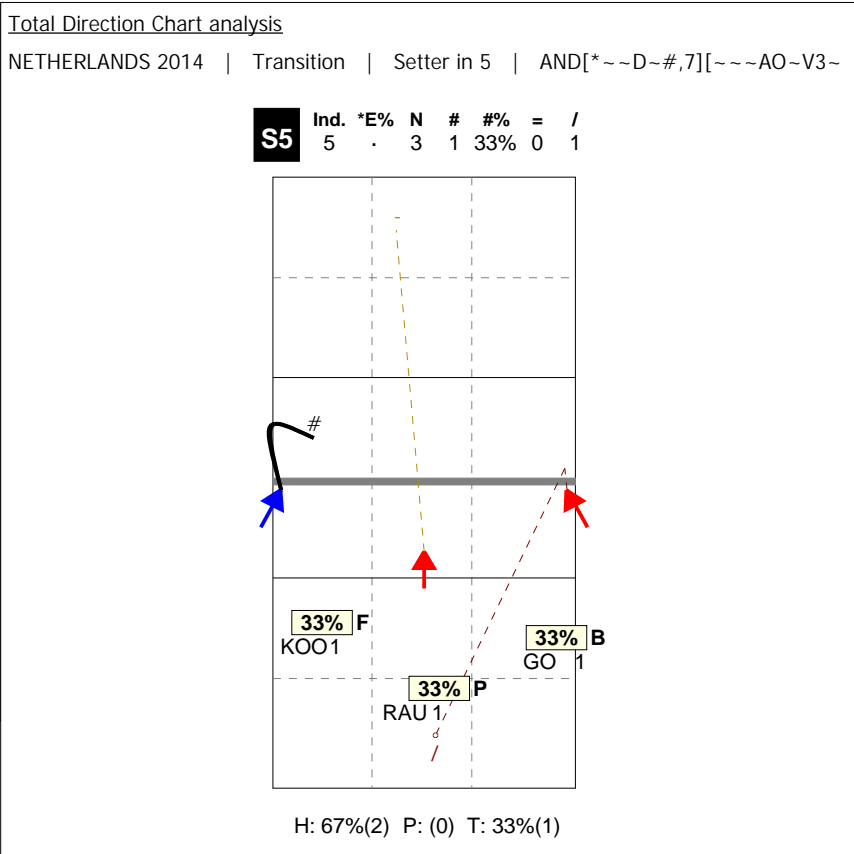 Total Direction Chart analysis
NETHERLANDS 2014 | Transition | Setter in 5 | AND[*~~D~#,7][~~~AO~V3~
Ind. *E% N # #% = /
S5 5 . 3 1 33% 0 1
-
#
33% F
KOO1
33% B
GO 1
33% P
RAU 1
H: 67%(2) P: (0) T: 33%(1)